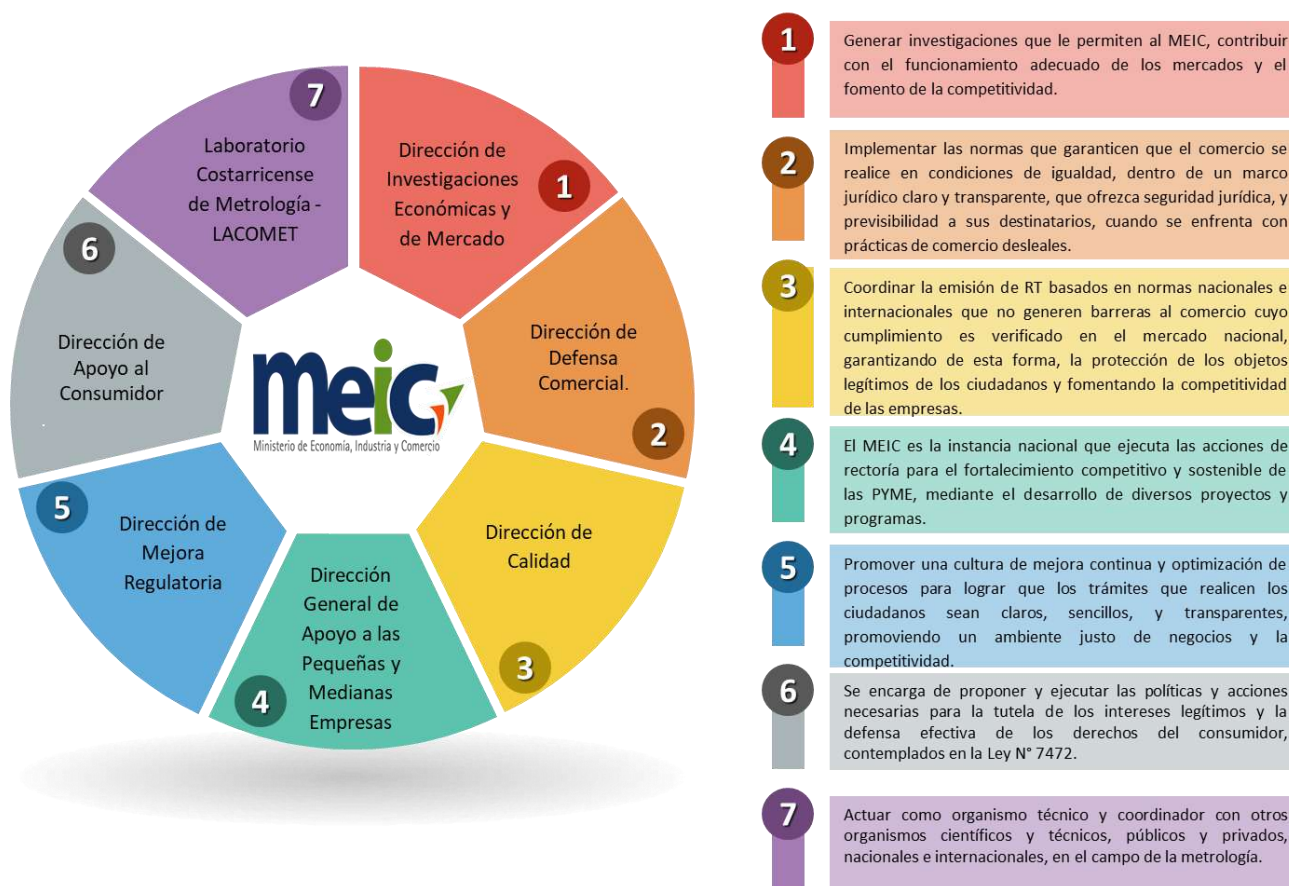 7
Laboratorio
Costarricense
de Metrología -
LACOMET
Dirección de
Investigaciones
Económicas y
de Mercado
1
6
Dirección de
Apoyo al
Consumidor
.
Dirección de
Defensa
Comercial.
2
meic
Ministerio de Economía, Industria y Comercio
5
Dirección de
Mejora
Regulatoria
Dirección
General de
Apoyo a las
Pequeñas y
Medianas
Empresas
4
Dirección de
Calidad
3
1
Generar investigaciones que le permiten al MEIC, contribuir
con el funcionamiento adecuado de los mercados y el
fomento de la competitividad.
2
Implementar las normas que garanticen que el comercio se
realice en condiciones de igualdad, dentro de un marco
jurídico claro y transparente, que ofrezca seguridad jurídica, y
previsibilidad a sus destinatarios, cuando se enfrenta con
prácticas de comercio desleales.
3
Coordinar la emisión de RT basados en normas nacionales e
internacionales que no generen barreras al comercio cuyo
cumplimiento es verificado en el mercado nacional,
garantizando de esta forma, la protección de los objetos
legítimos de los ciudadanos y fomentando la competitividad
de las empresas.
4
El MEIC es la instancia nacional que ejecuta las acciones de
rectoría para el fortalecimiento competitivo y sostenible de
las PYME, mediante el desarrollo de diversos proyectos y
programas.
5
Promover una cultura de mejora continua y optimización de
procesos para lograr que los trámites que realicen los
ciudadanos sean claros, sencillos, y transparentes,
promoviendo un ambiente justo de negocios y la
competitividad.
6
Se encarga de proponer y ejecutar las políticas y acciones
necesarias para la tutela de los intereses legítimos y la
defensa efectiva de los derechos del consumidor,
contemplados en la Ley N° 7472.
7
Actuar como organismo técnico y coordinador con otros
organismos científicos y técnicos, públicos y privados,
nacionales e internacionales, en el campo de la metrología.